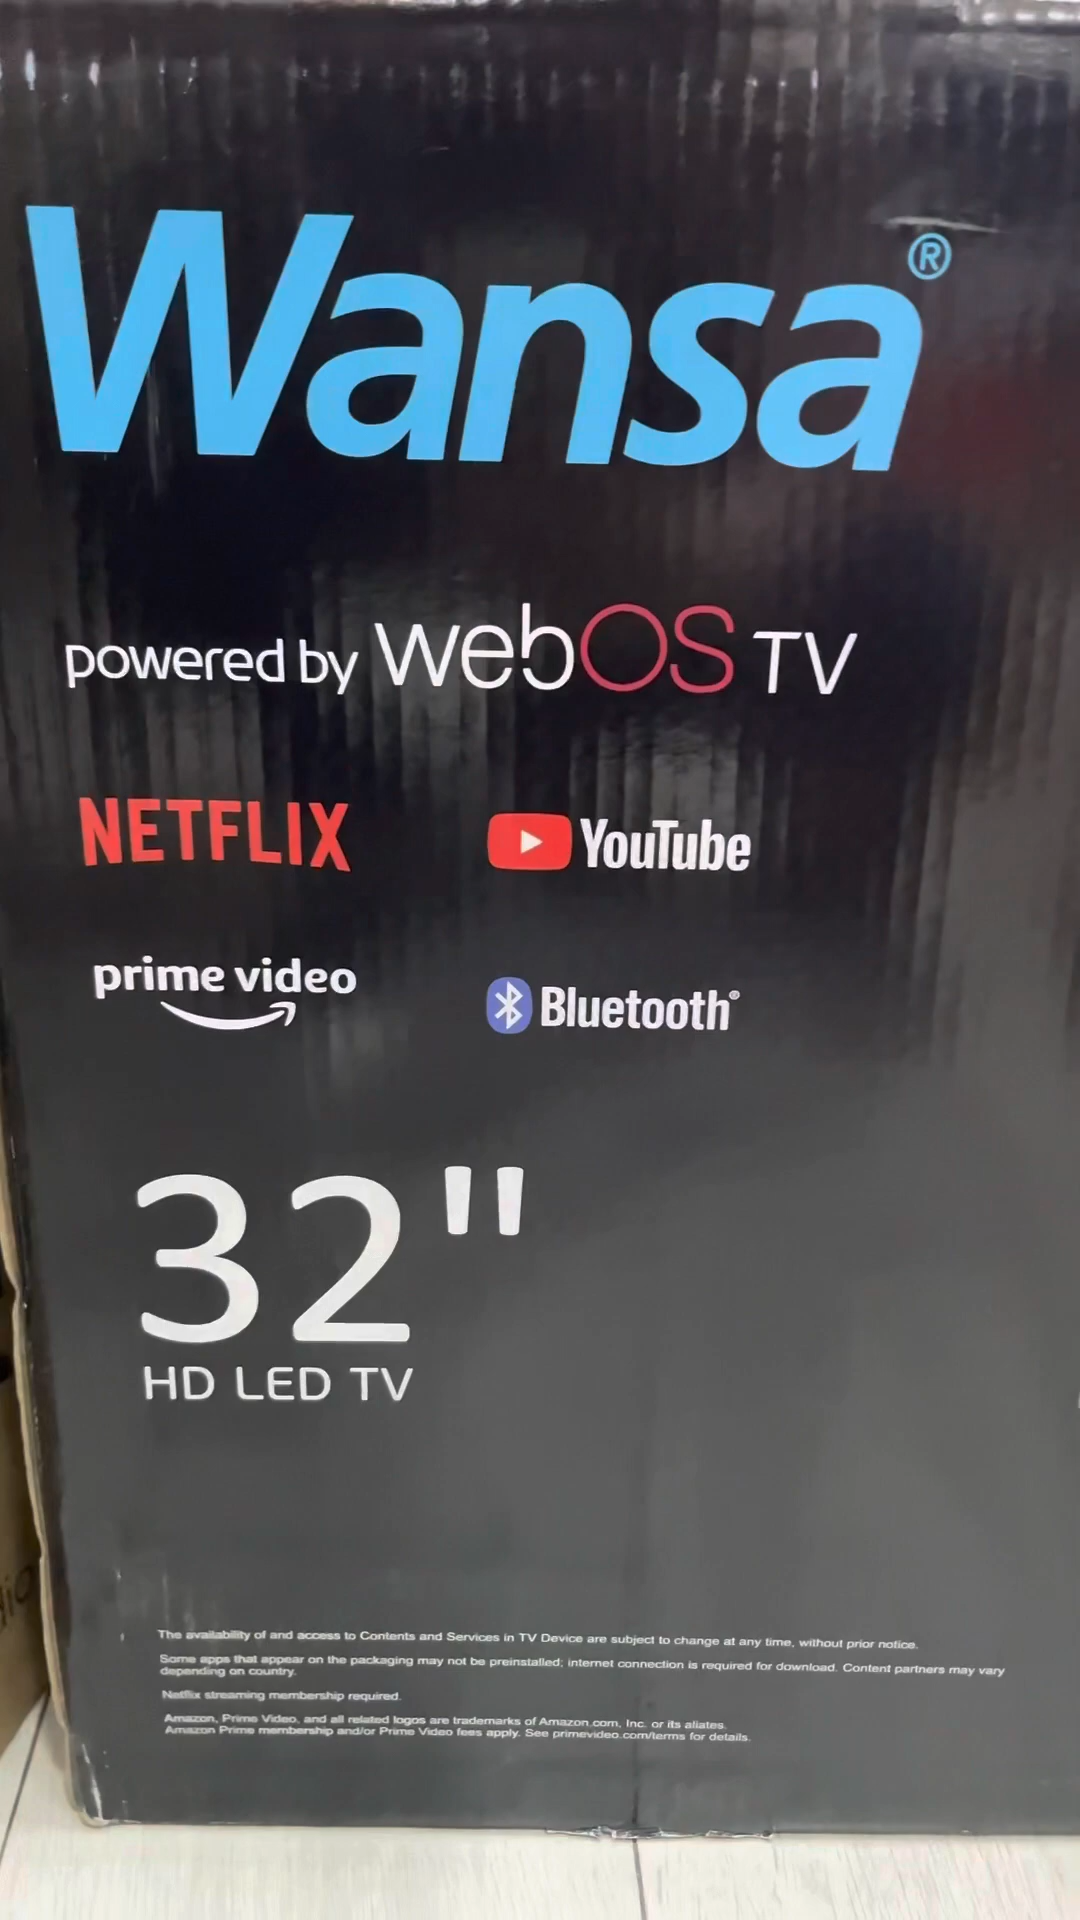 Wansa®
powered by webOS TV
NETFLIX
YouTube
prime video
Bluetooth®
32"
HD LED TV
The availability of and access to Contents and Services in TV Device are subject to change at any time, without prior notice.
Some apps that appear on the packaging may not be preinstalled; internet connection is required for download. Content partners may vary
depending on country.
Netflix streaming membership required.
Amazon, Prime Video, and all related logos are trademarks of Amazon.com, Inc. or its aliates.
Amazon Prime membership and/or Prime Video fees apply. See primevideo.com/terms for details.